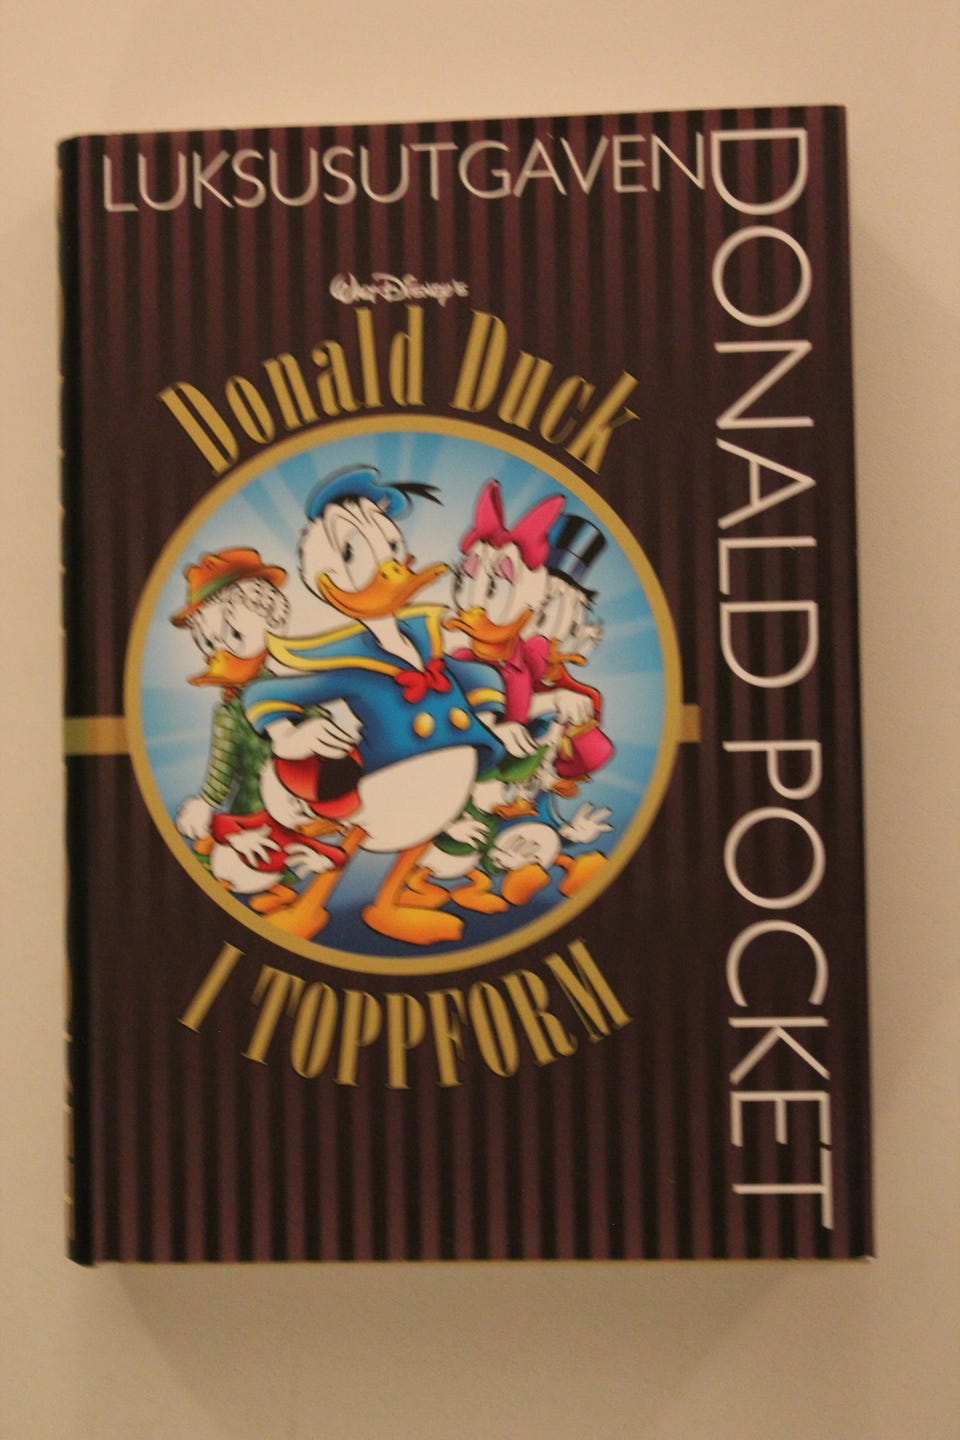 LUKSUSUTGAVEN
DONALD POCKET
Walt Disney's
Donald Duck
I TOPPFORM